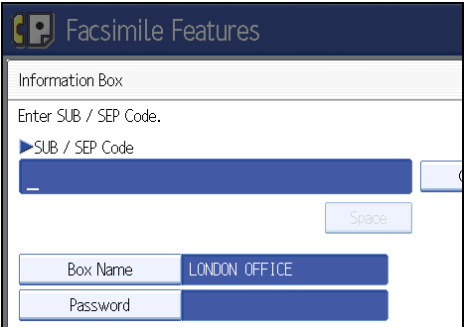 Facsimile Features
Information Box
Enter SUB / SEP Code.
▶SUB / SEP Code
_
Space
Box Name LONDON OFFICE
Password